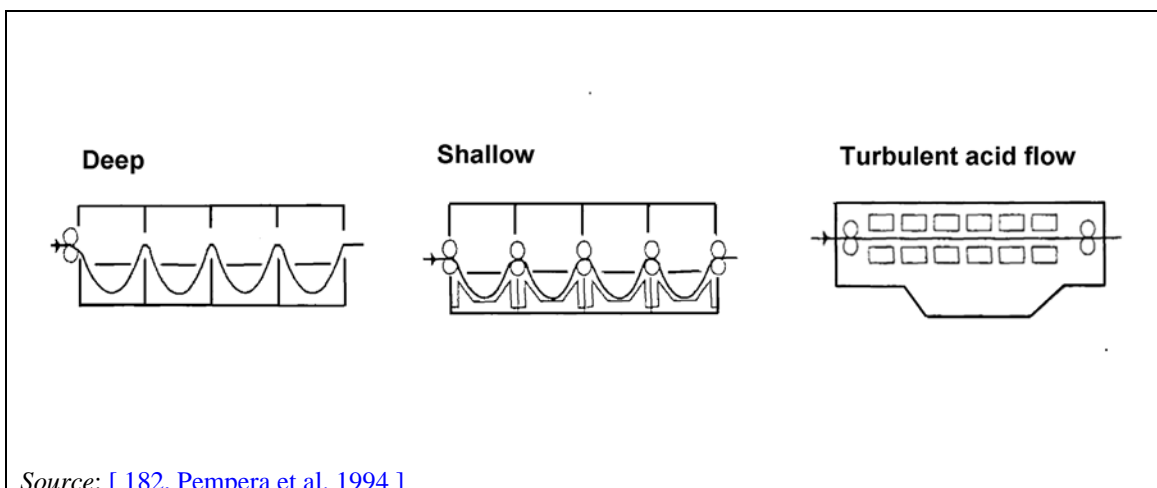 Deep
Shallow
Turbulent acid flow
Source: [ 182, Pempera et al. 1994 ]